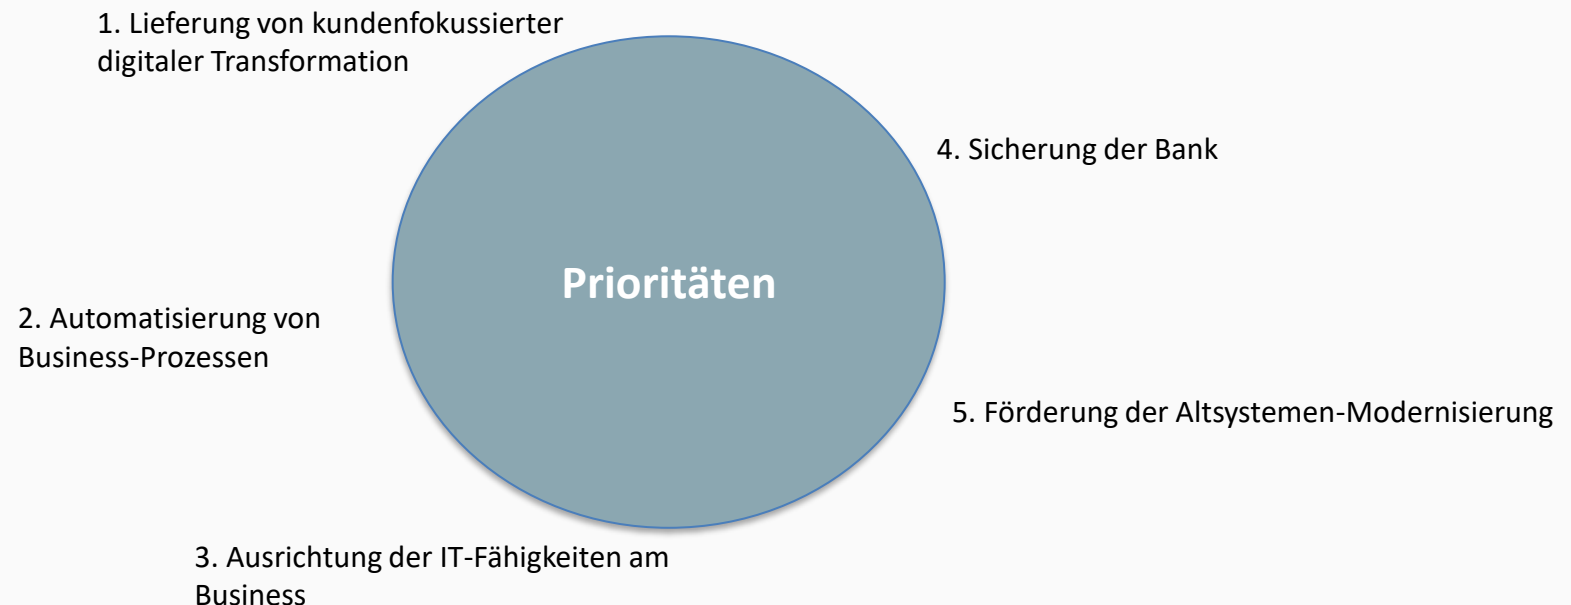 1. Lieferung von kundenfokussierter
digitaler Transformation
4. Sicherung der Bank
Prioritäten
2. Automatisierung von
Business-Prozessen
5. Förderung der Altsystemen-Modernisierung
3. Ausrichtung der IT-Fähigkeiten am
Business